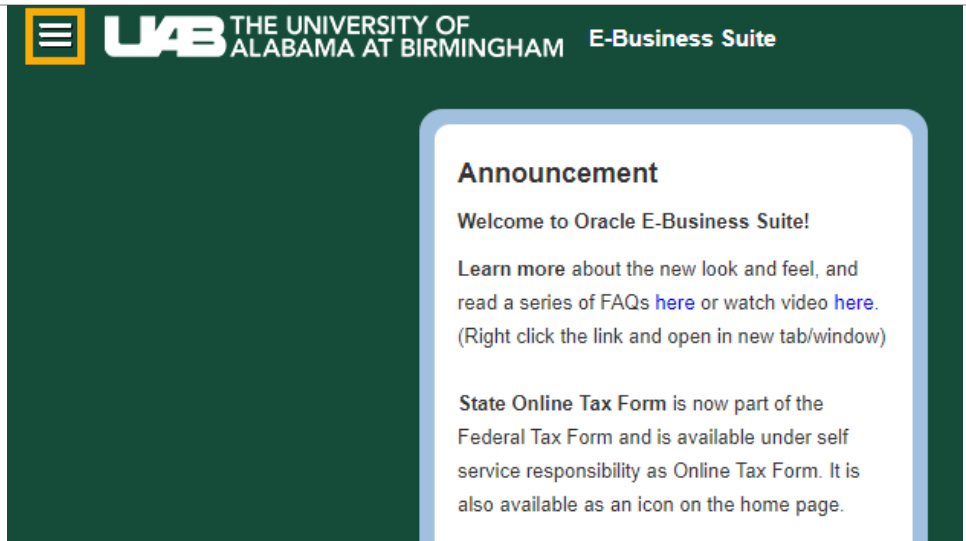 UAB THE UNIVERSITY OF
ALABAMA AT BIRMINGHAM E-Business Suite
Announcement
Welcome to Oracle E-Business Suite!
Learn more about the new look and feel, and
read a series of FAQs here or watch video here.
(Right click the link and open in new tab/window)
State Online Tax Form is now part of the
Federal Tax Form and is available under self
service responsibility as Online Tax Form. It is
also available as an icon on the home page.